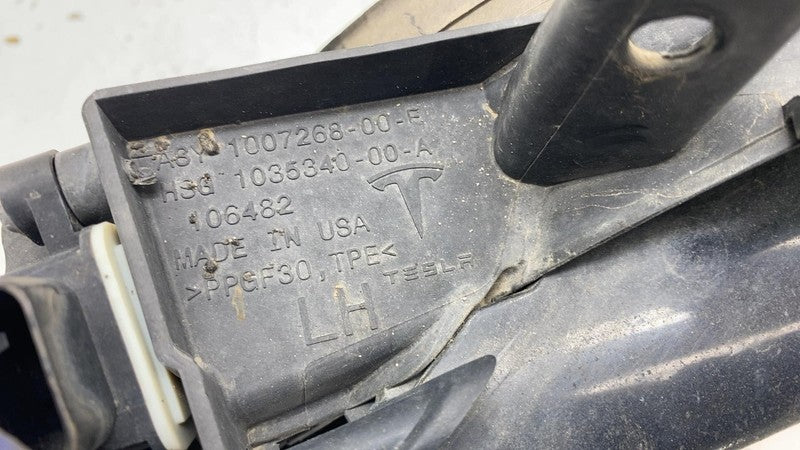 ASY 1007268-00-E
HSG 1035340-00-A
106482
MADE IN USA
>PPGF30,TPE<
TESLA
LH